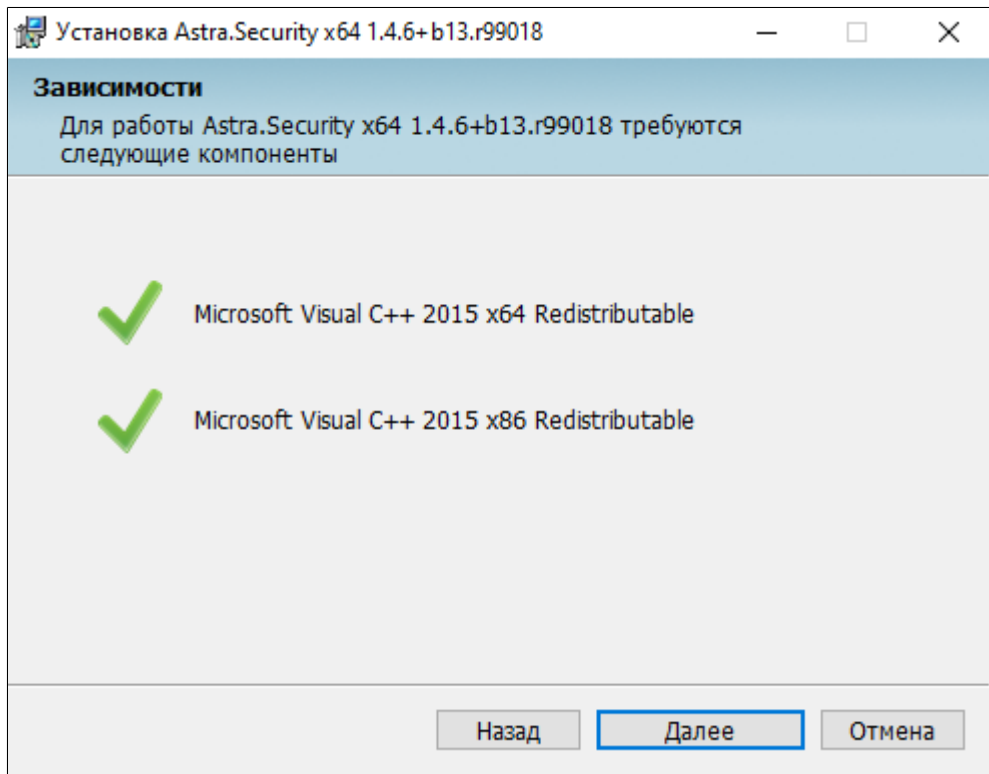 Установка Astra.Security x64 1.4.6+b13.r99018
Зависимости
Для работы Astra.Security x64 1.4.6+b13.r99018 требуются
следующие компоненты
Microsoft Visual C++ 2015 x64 Redistributable
Microsoft Visual C++ 2015 x86 Redistributable
Назад Далее Отмена